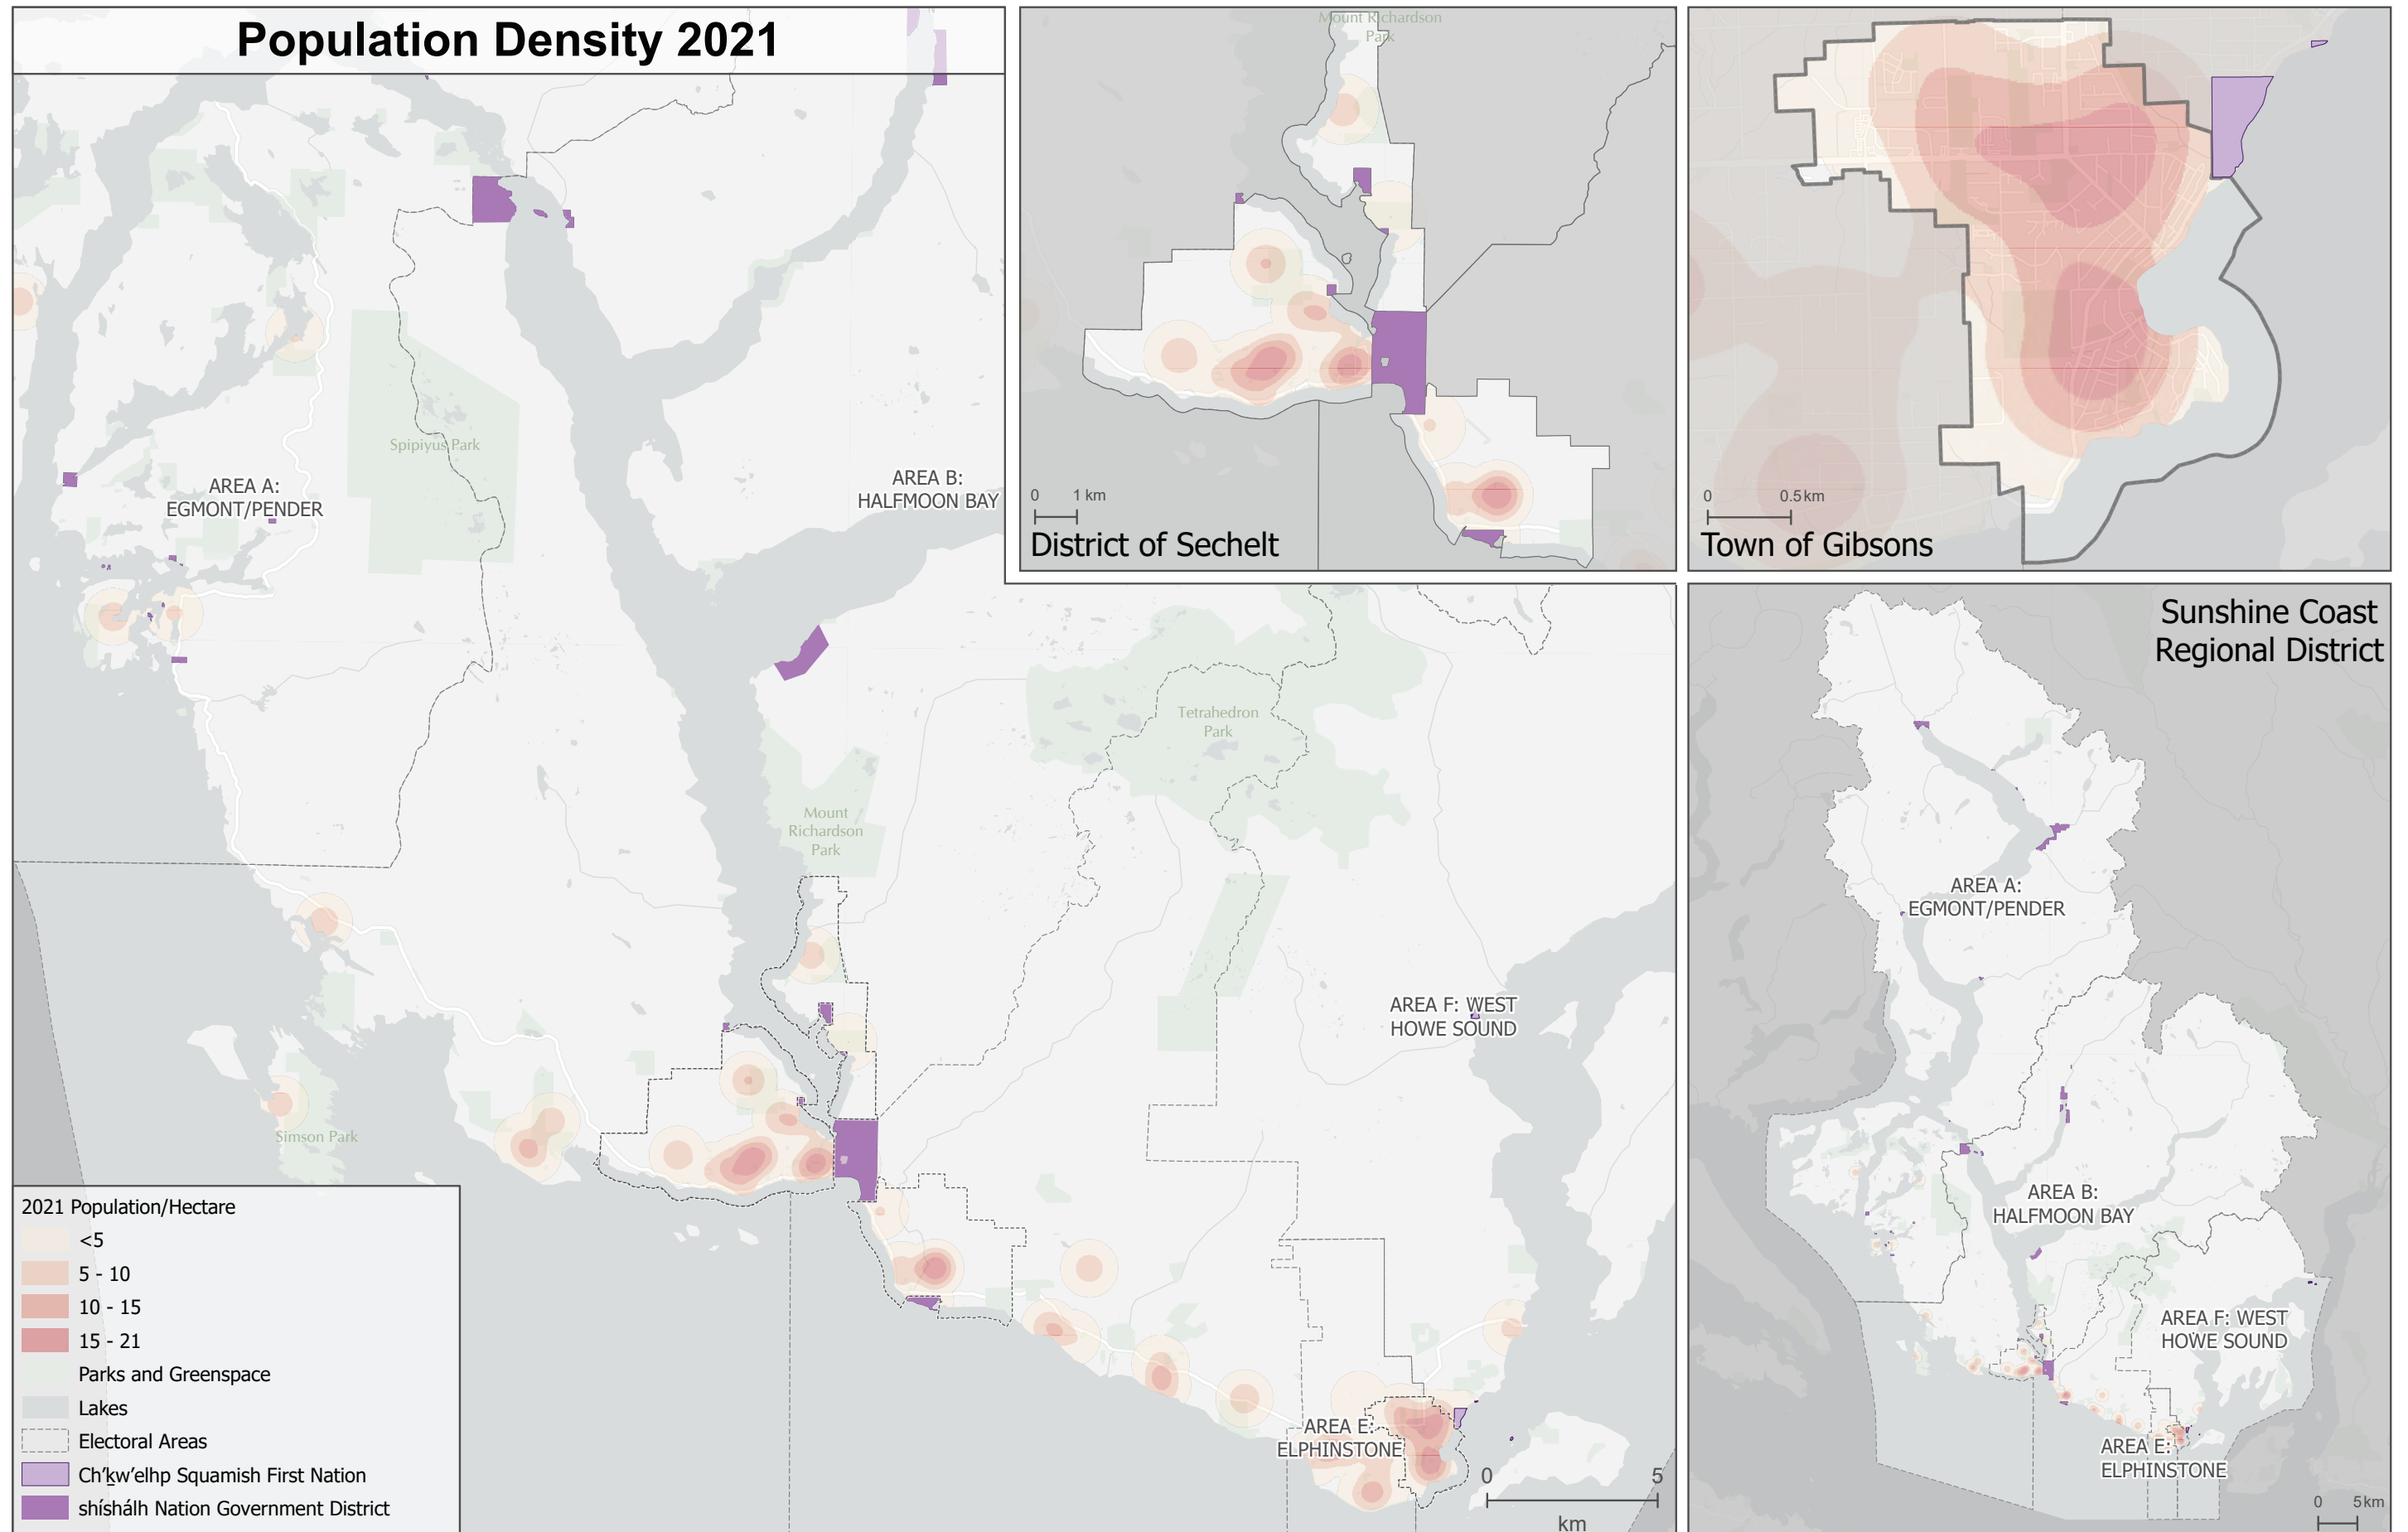 Population Density 2021
Spipiyus Park
AREA A:
EGMONT/PENDER
AREA B:
HALFMOON BAY
Tetrahedron
Park
Mount
Richardson
Park
AREA F: WEST
HOWE SOUND
Simson Park
AREA E:
ELPHINSTONE
0 5
km
2021 Population/Hectare
<5
5 - 10
10 - 15
15 - 21
Parks and Greenspace
Lakes
Electoral Areas
Ch’ḵw’elhp Squamish First Nation
shíshálh Nation Government District
Mount Richardson
Park
0 1 km
District of Sechelt
0 0.5 km
Town of Gibsons
Sunshine Coast
Regional District
AREA A:
EGMONT/PENDER
AREA B:
HALFMOON BAY
AREA F: WEST
HOWE SOUND
AREA E:
ELPHINSTONE
0 5 km